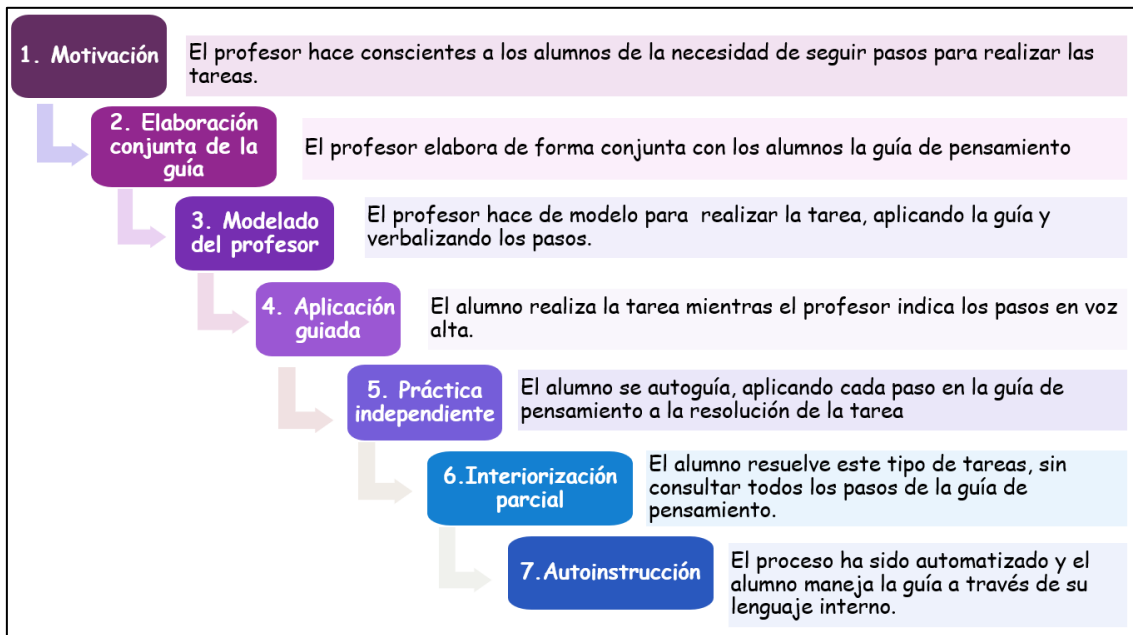 1. Motivación
El profesor hace conscientes a los alumnos de la necesidad de seguir pasos para realizar las
tareas.
2. Elaboración
conjunta de la
guía
El profesor elabora de forma conjunta con los alumnos la guía de pensamiento
3. Modelado
del profesor
El profesor hace de modelo para realizar la tarea, aplicando la guía y
verbalizando los pasos.
4. Aplicación
guiada
El alumno realiza la tarea mientras el profesor indica los pasos en voz
alta.
5. Práctica
independiente
El alumno se autoguía, aplicando cada paso en la guía de
pensamiento a la resolución de la tarea
6.Interiorización
parcial
El alumno resuelve este tipo de tareas, sin
consultar todos los pasos de la guía de
pensamiento.
7.Autoinstrucción
El proceso ha sido automatizado y el
alumno maneja la guía a través de su
lenguaje interno.